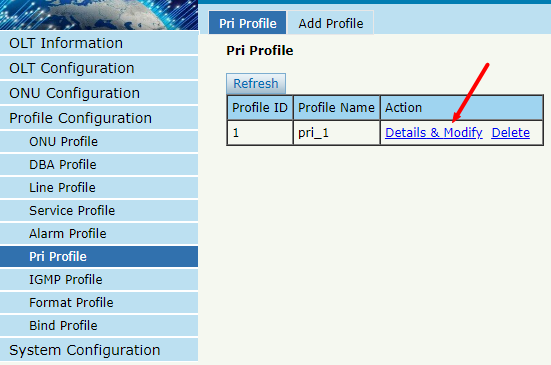 OLT Information
OLT Configuration
ONU Configuration
Profile Configuration
ONU Profile
DBA Profile
Line Profile
Service Profile
Alarm Profile
Pri Profile
IGMP Profile
Format Profile
Bind Profile
System Configuration
Pri Profile Add Profile
Pri Profile
Refresh
Profile ID Profile Name Action
1 pri_1 Details & Modify Delete